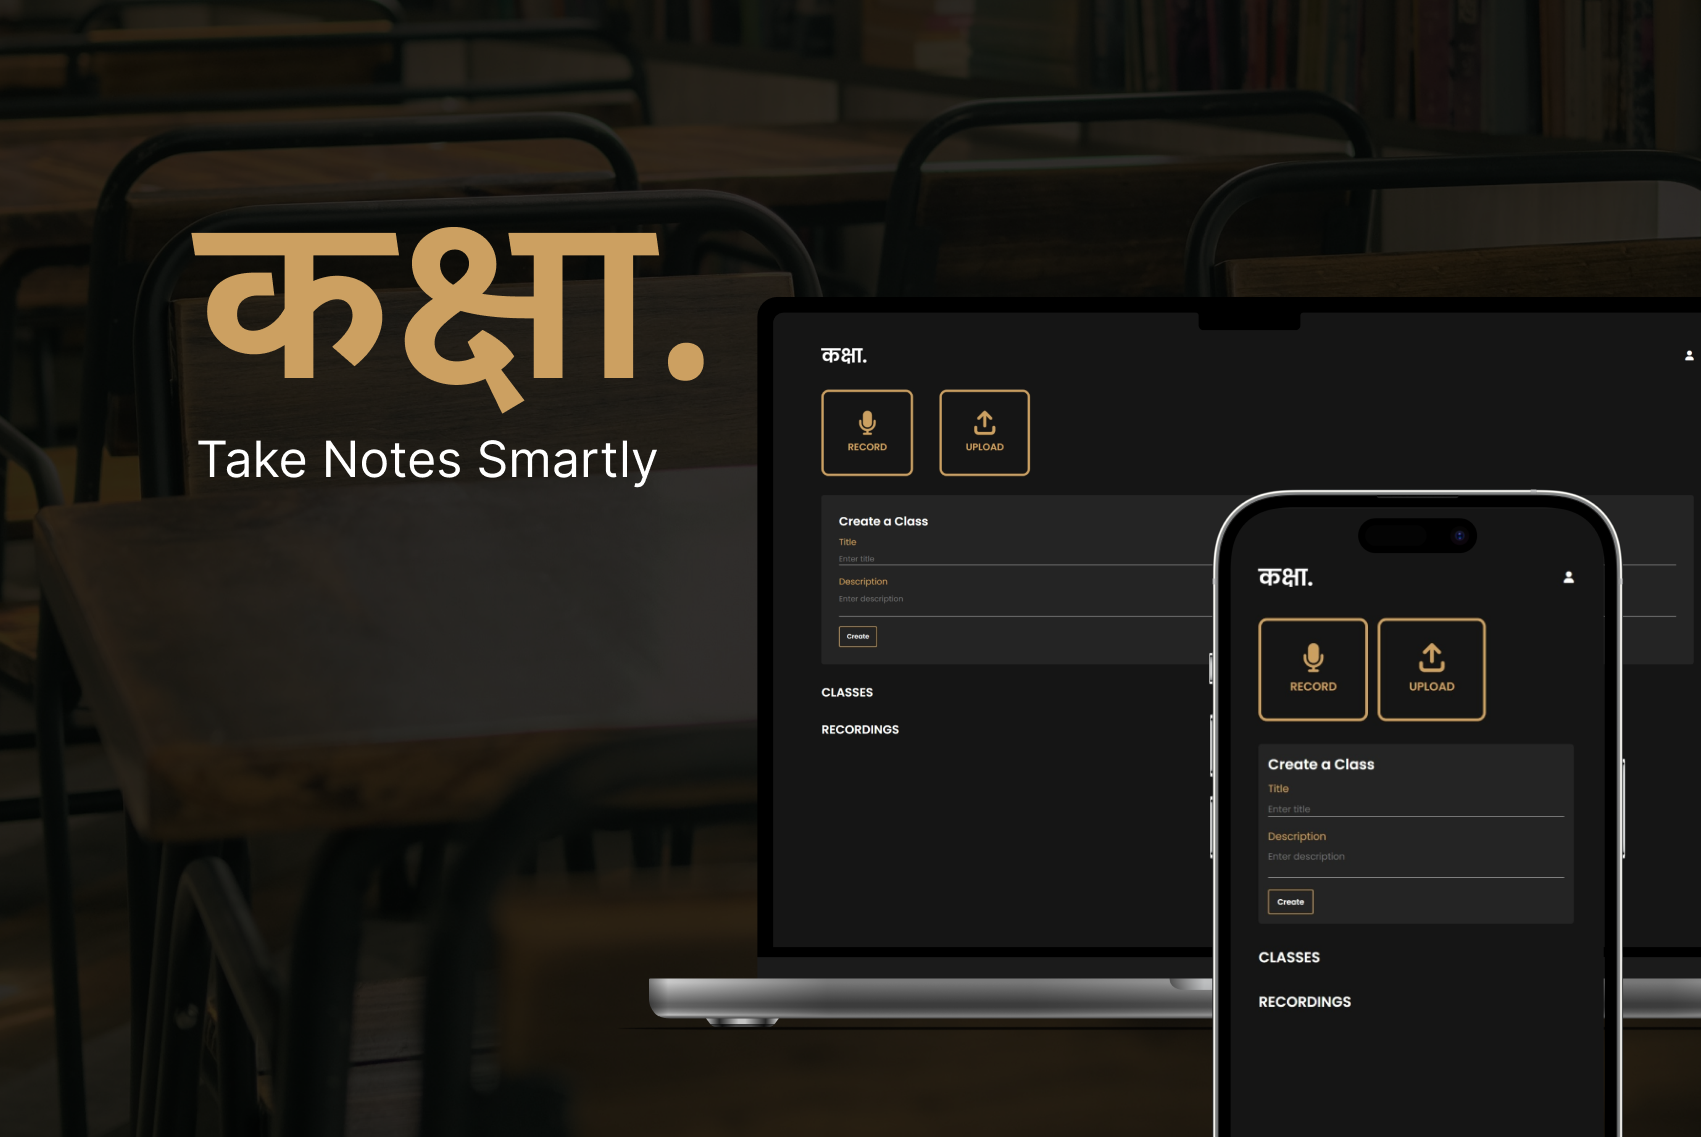 कक्षा.
Take Notes Smartly
कक्षा.
RECORD
UPLOAD
Create a Class
Title
Enter title
Description
Enter description
Create
CLASSES
RECORDINGS
कक्षा.
RECORD
UPLOAD
Create a Class
Title
Enter title
Description
Enter description
Create
CLASSES
RECORDINGS